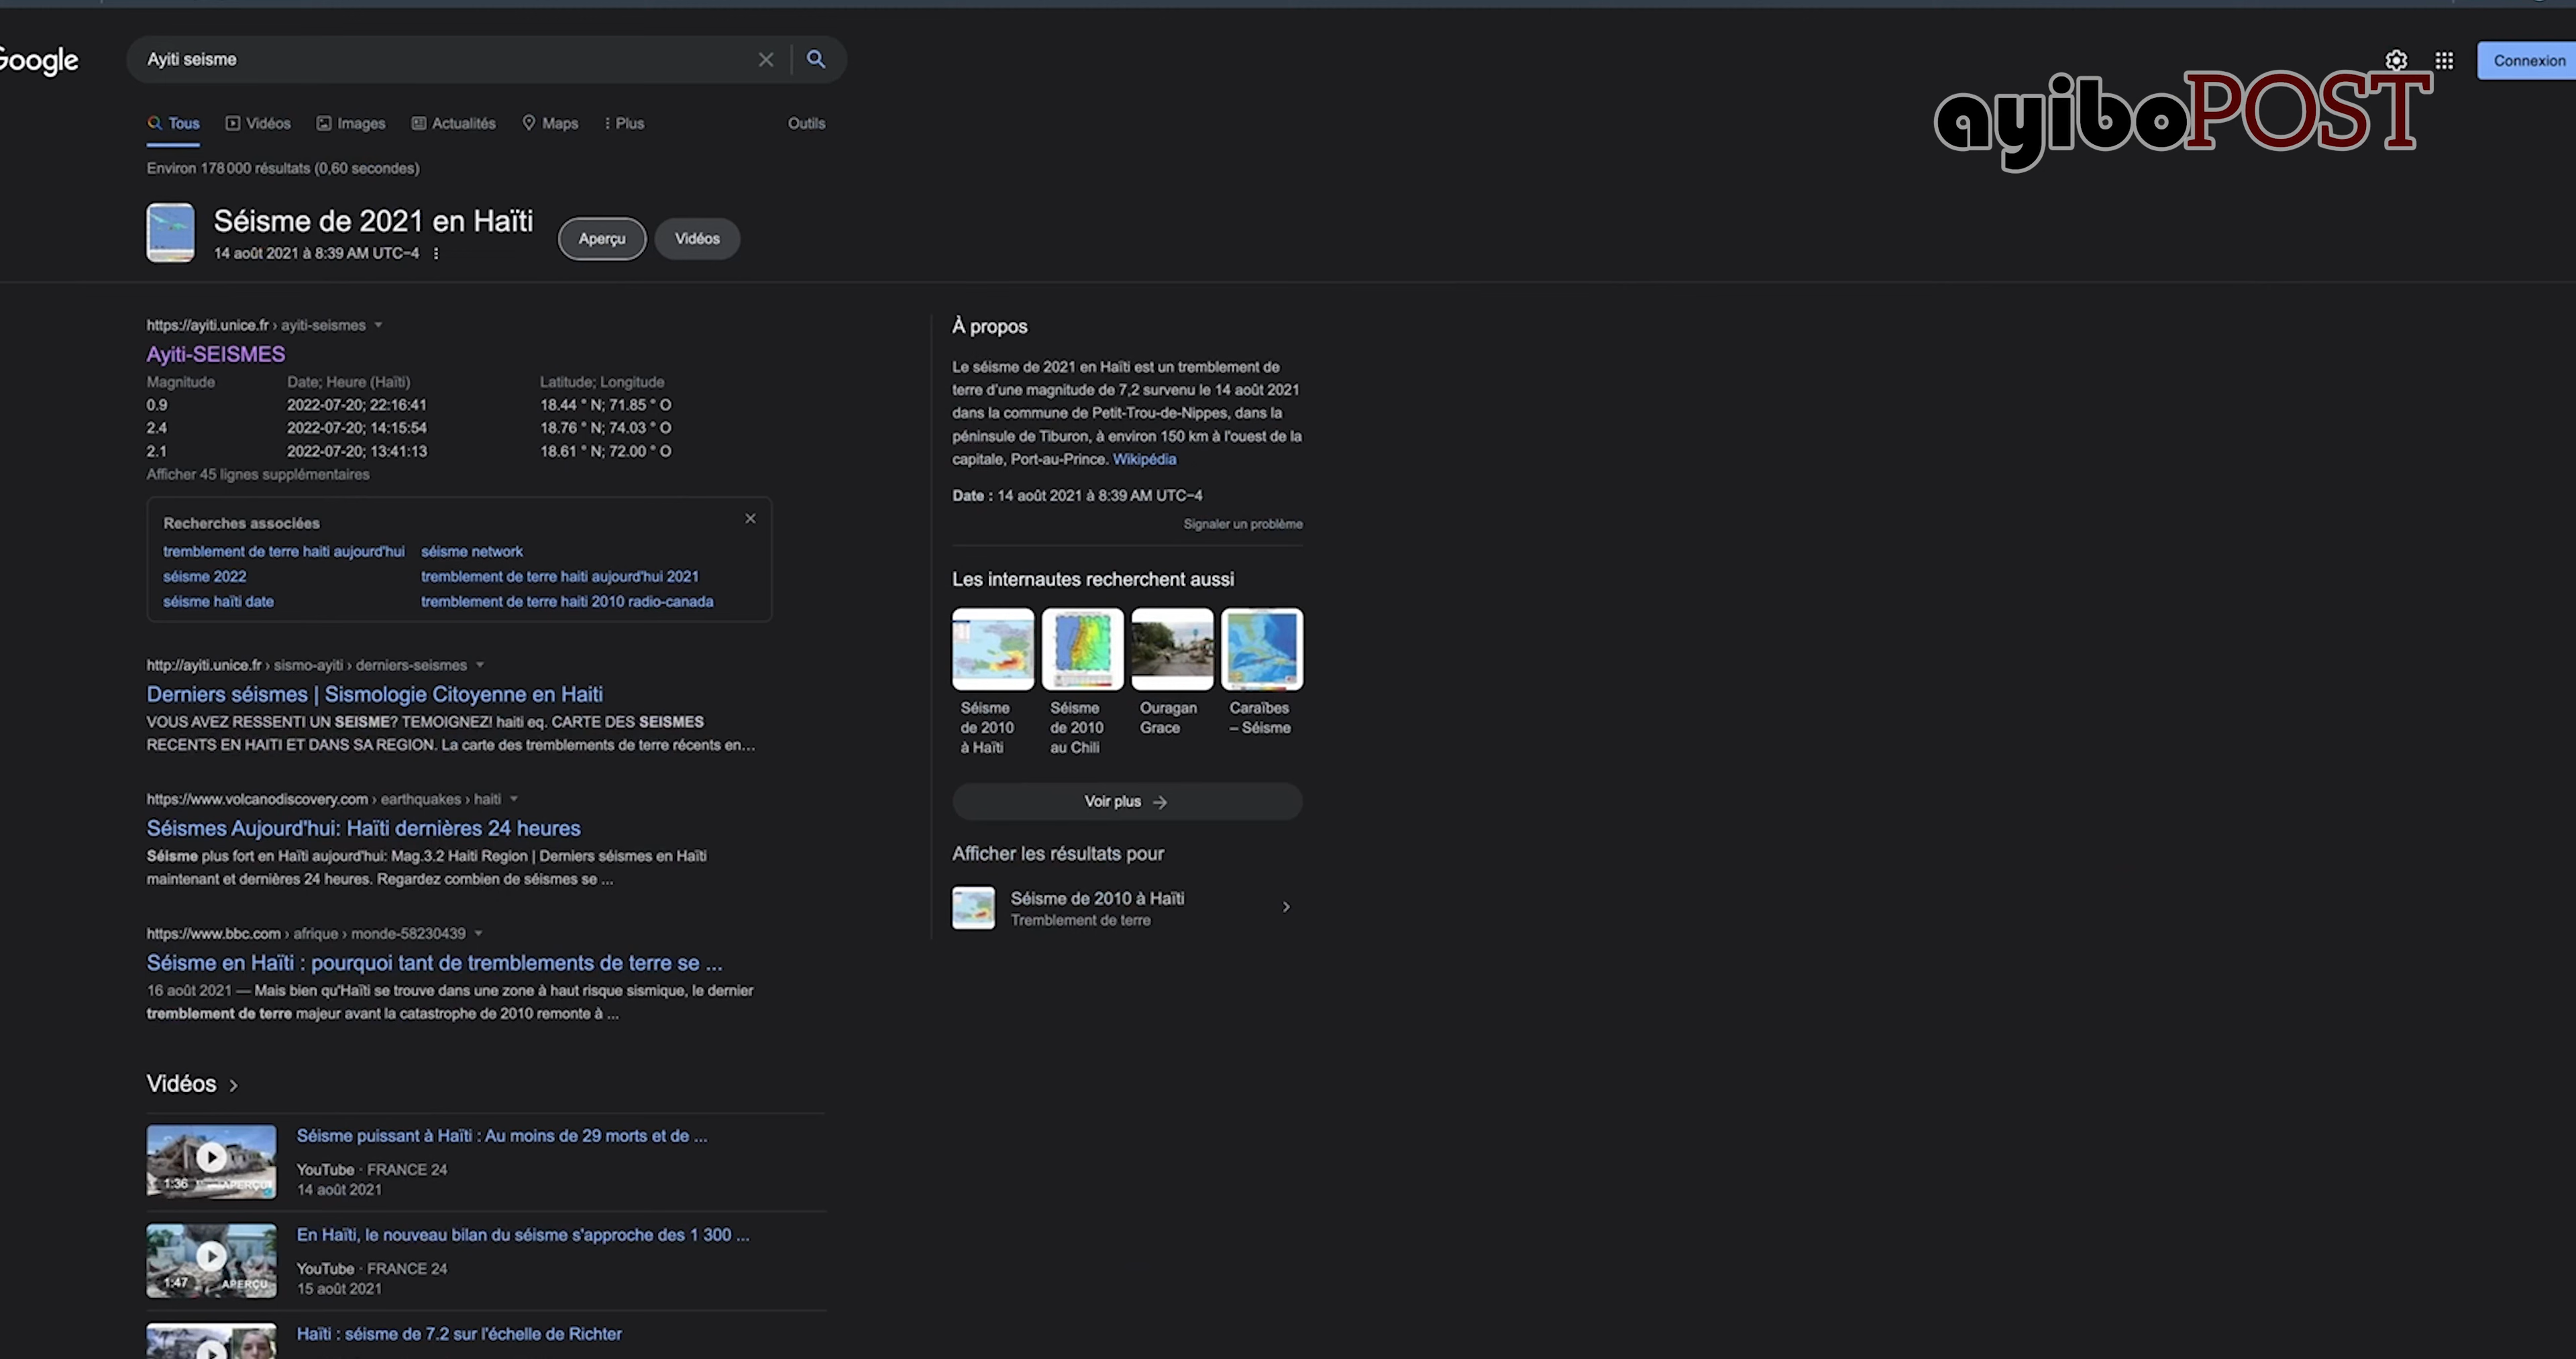 Google
Ayiti seisme
Connexion
ayiboPOST
Tous
Vidéos
Images
Actualités
Maps
Plus
Outils
Environ 178 000 résultats (0,60 secondes)
Séisme de 2021 en Haïti
14 août 2021 à 8:39 AM UTC−4
Aperçu
Vidéos
https://ayiti.unice.fr › ayiti-seismes
Ayiti-SEISMES
Magnitude Date; Heure (Haïti) Latitude; Longitude
0.9 2022-07-20; 22:16:41 18.44 ° N; 71.85 ° O
2.4 2022-07-20; 14:15:54 18.76 ° N; 74.03 ° O
2.1 2022-07-20; 13:41:13 18.61 ° N; 72.00 ° O
Afficher 45 lignes supplémentaires
Recherches associées
tremblement de terre haiti aujourd'hui séisme network
séisme 2022 tremblement de terre haiti aujourd'hui 2021
séisme haïti date tremblement de terre haiti 2010 radio-canada
http://ayiti.unice.fr › sismo-ayiti › derniers-seismes
Derniers séismes | Sismologie Citoyenne en Haiti
VOUS AVEZ RESSENTI UN SEISME? TEMOIGNEZ! haiti eq. CARTE DES SEISMES
RECENTS EN HAITI ET DANS SA REGION. La carte des tremblements de terre récents en...
https://www.volcanodiscovery.com › earthquakes › haiti
Séismes Aujourd'hui: Haïti dernières 24 heures
Séisme plus fort en Haïti aujourd'hui: Mag.3.2 Haiti Region | Derniers séismes en Haïti
maintenant et dernières 24 heures. Regardez combien de séismes se ...
https://www.bbc.com › afrique › monde-58230439
Séisme en Haïti : pourquoi tant de tremblements de terre se ...
16 août 2021 — Mais bien qu'Haïti se trouve dans une zone à haut risque sismique, le dernier
tremblement de terre majeur avant la catastrophe de 2010 remonte à ...
Vidéos
Séisme puissant à Haïti : Au moins de 29 morts et de ...
YouTube · FRANCE 24
14 août 2021
1:36
APERÇU
En Haïti, le nouveau bilan du séisme s'approche des 1 300 ...
YouTube · FRANCE 24
15 août 2021
1:47
APERÇU
Haïti : séisme de 7.2 sur l'échelle de Richter
À propos
Le séisme de 2021 en Haïti est un tremblement de
terre d'une magnitude de 7,2 survenu le 14 août 2021
dans la commune de Petit-Trou-de-Nippes, dans la
péninsule de Tiburon, à environ 150 km à l'ouest de la
capitale, Port-au-Prince. Wikipédia
Date : 14 août 2021 à 8:39 AM UTC−4
Signaler un problème
Les internautes recherchent aussi
Séisme
de 2010
à Haïti
Séisme
de 2010
au Chili
Ouragan
Grace
Caraïbes
– Séisme
Voir plus
Afficher les résultats pour
Séisme de 2010 à Haïti
Tremblement de terre